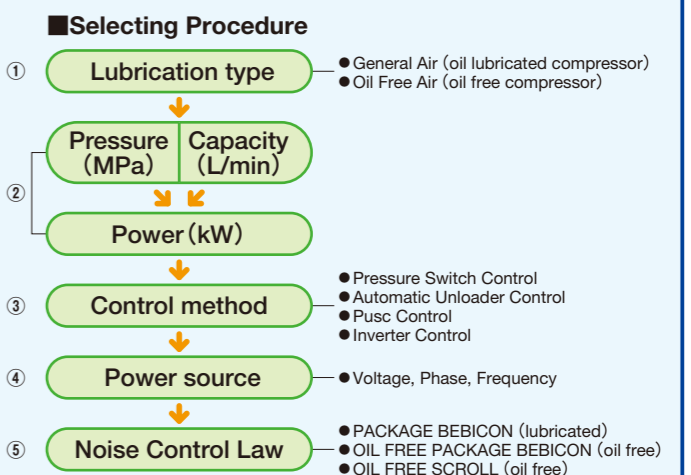 ■Selecting Procedure
① Lubrication type
●General Air (oil lubricated compressor)
●Oil Free Air (oil free compressor)
②
Pressure (MPa)
Capacity (L/min)
Power (kW)
③ Control method
●Pressure Switch Control
●Automatic Unloader Control
●Pusc Control
●Inverter Control
④ Power source
●Voltage, Phase, Frequency
⑤ Noise Control Law
●PACKAGE BEBICON (lubricated)
●OIL FREE PACKAGE BEBICON (oil free)
●OIL FREE SCROLL (oil free)